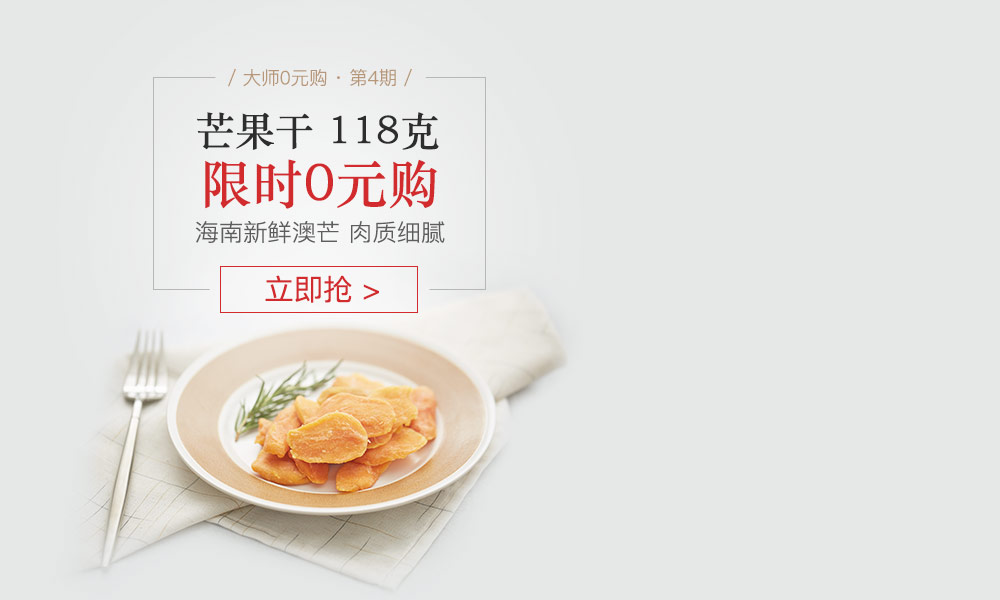 / 大师0元购 · 第4期 /
芒果干 118克
限时0元购
海南新鲜澳芒 肉质细腻
立即抢 >